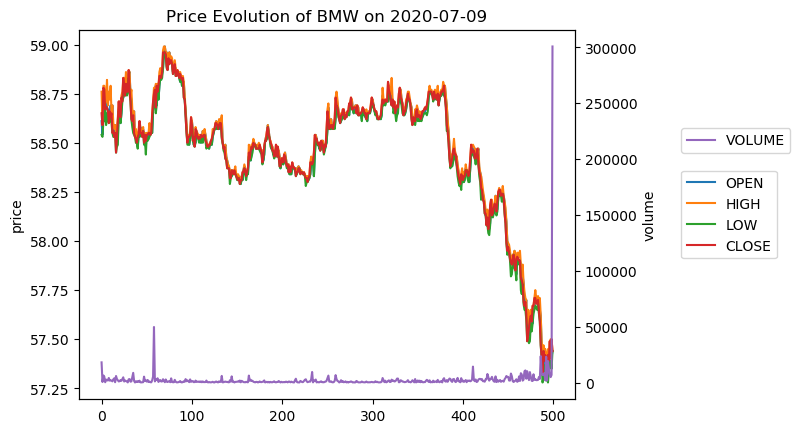 Price Evolution of BMW on 2020-07-09
59.00
58.75
58.50
58.25
58.00
57.75
57.50
57.25
price
0
100
200
300
400
500
300000
250000
200000
150000
100000
50000
0
volume
VOLUME
OPEN
HIGH
LOW
CLOSE